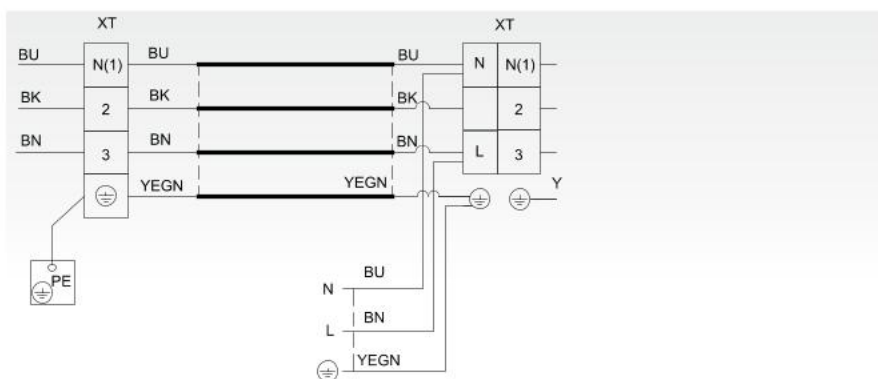 XT XT
BU BU BU N N(1)
N(1)
BK BK BK 2
2
BN BN BN L 3
3
YEGN YEGN Y
PE
N BU
L BN
YEGN